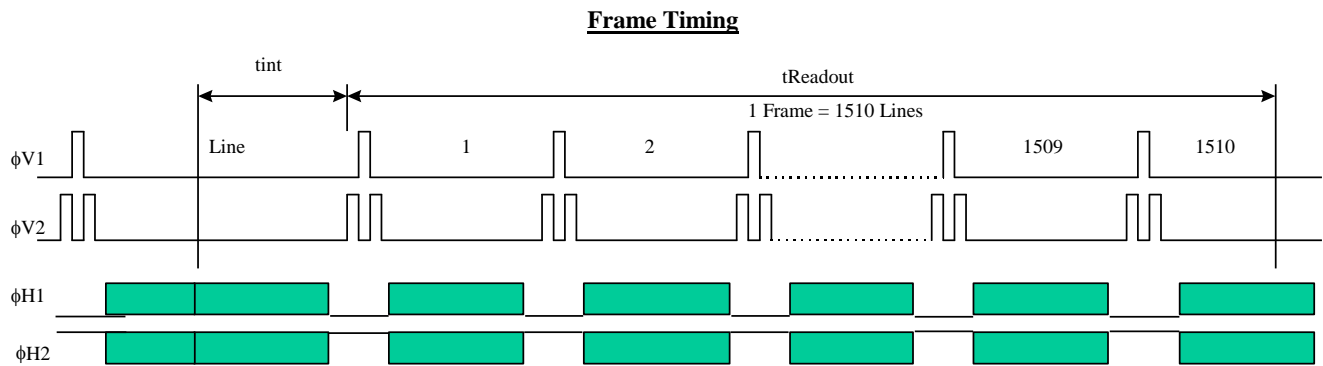 Frame Timing
tint
tReadout
1 Frame = 1510 Lines
ϕV1
Line
1
2
1509
1510
ϕV2
ϕH1
ϕH2